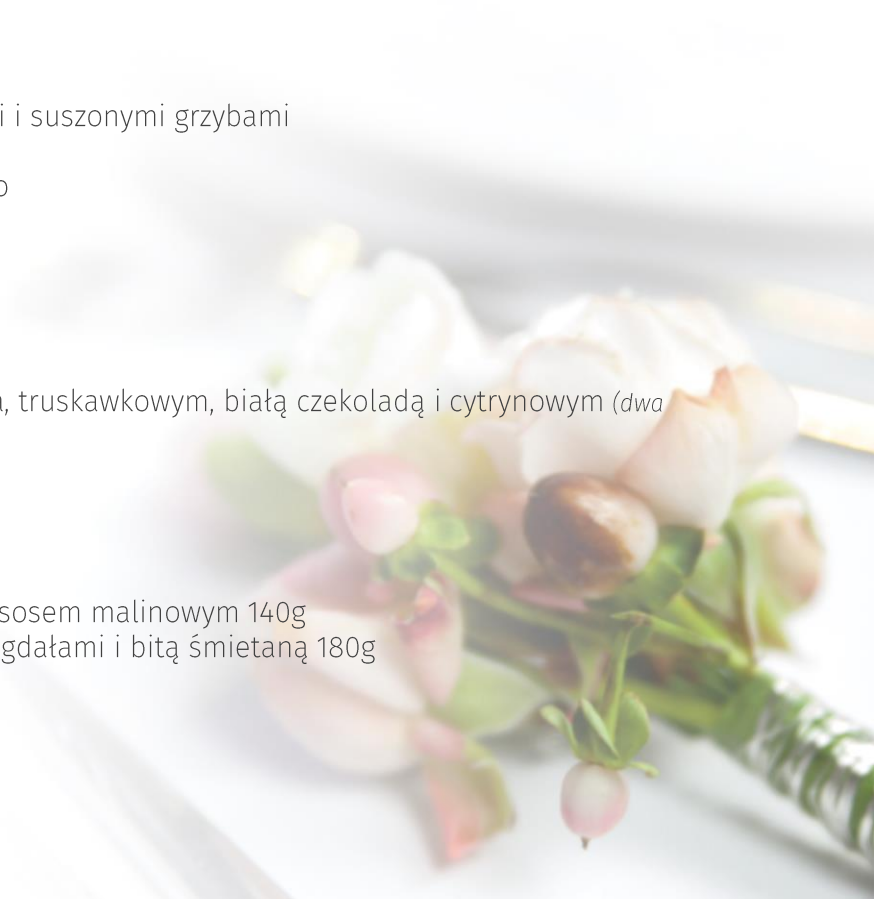 i i suszonymi grzybami
o
, truskawkowym, białą czekoladą i cytrynowym (dwa
sosem malinowym 140g
gdałami i bitą śmietaną 180g